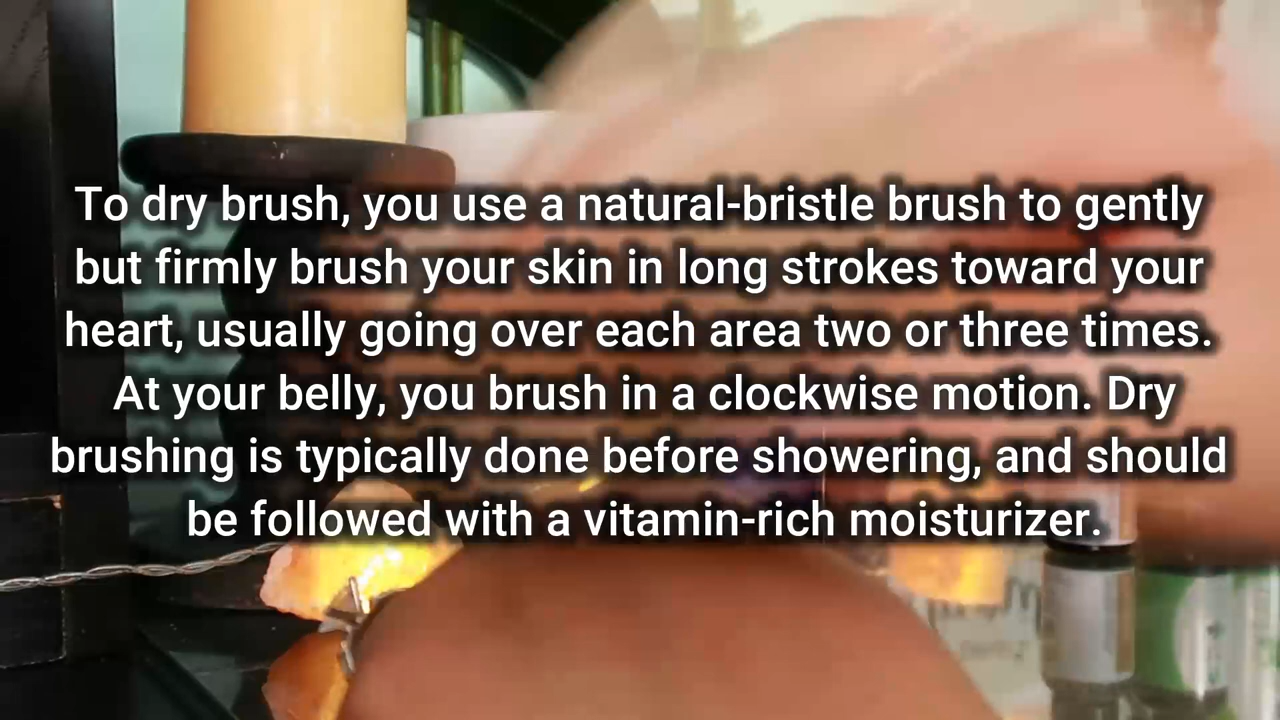 To dry brush, you use a natural-bristle brush to gently
but firmly brush your skin in long strokes toward your
heart, usually going over each area two or three times.
At your belly, you brush in a clockwise motion. Dry
brushing is typically done before showering, and should
be followed with a vitamin-rich moisturizer.